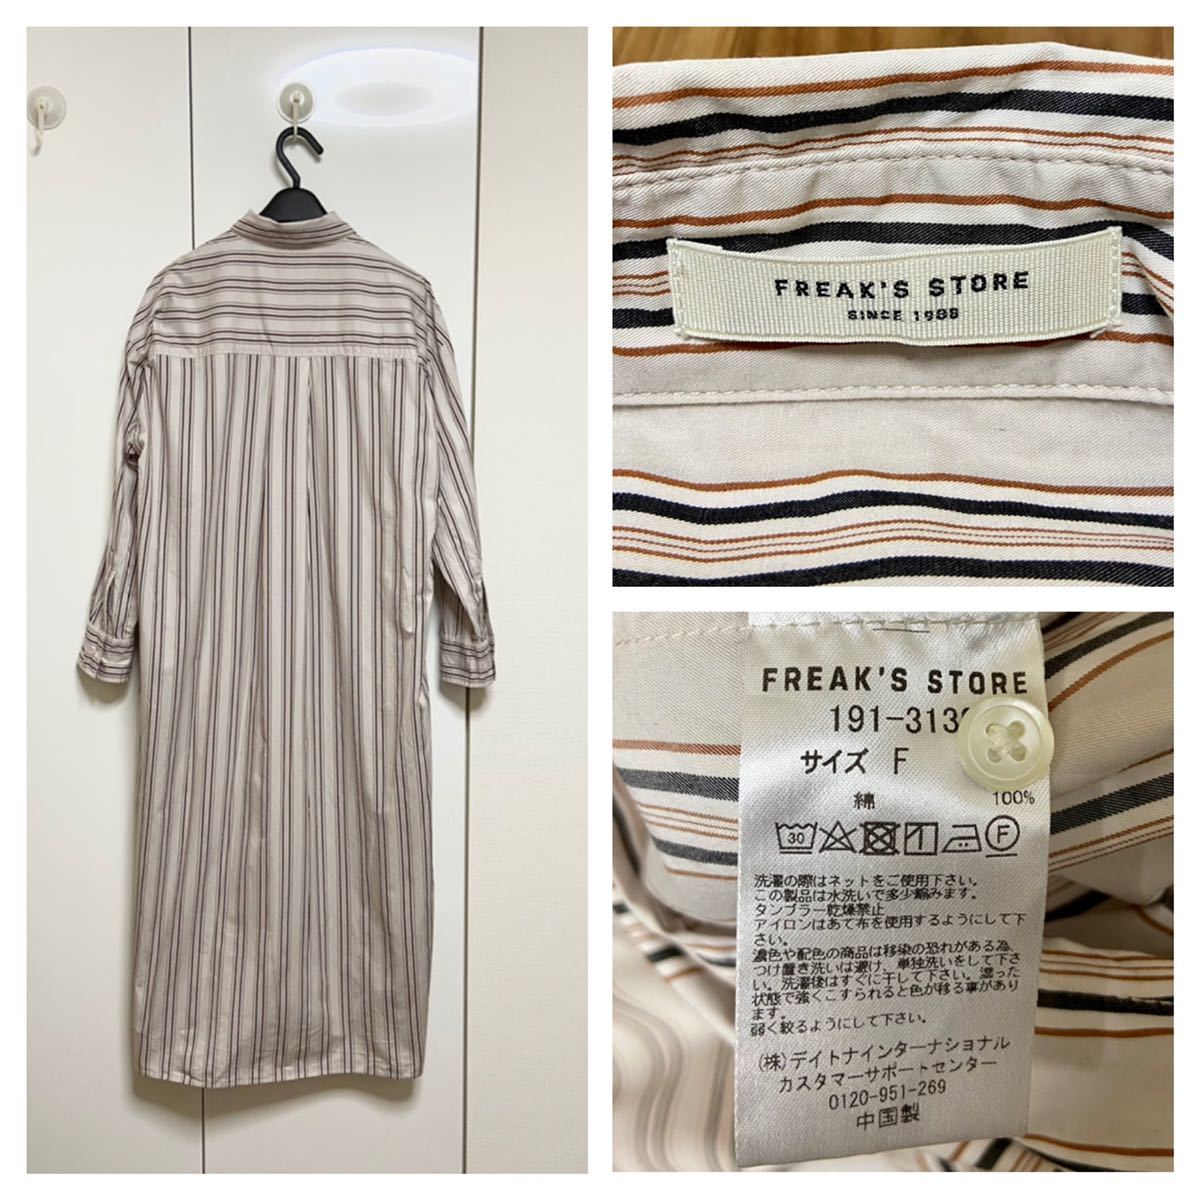 FREAK'S STORE
SINCE 1986
FREAK'S STORE
191-313
サイズ F
綿 100%
30 F
洗濯の際はネットをご使用下さい。
この製品は水洗いで多少縮みます。
タンブラー乾燥禁止
アイロンはあて布を使用するようにして下
さい。
濃色や配色の商品は移染の恐れがある為、
つけ置き洗いは避け、単独洗いをして下さ
い。洗濯後はすぐに干して下さい。湿った
状態で強くこすられると色が移る事があり
ます。
弱く絞るようにして下さい。
(株)デイトナインターナショナル
カスタマーサポートセンター
0120-951-269
中国製